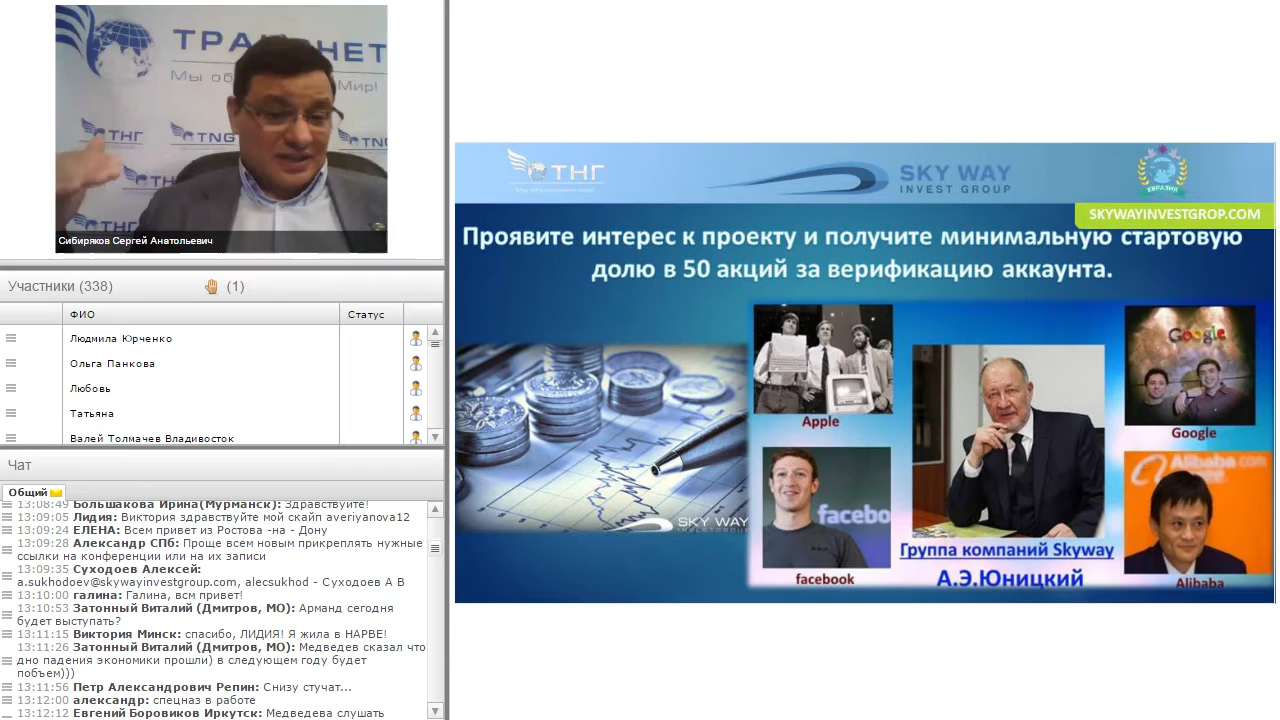 ТНГ
TNG
Сибиряков Сергей Анатольевич
Участники (338)
(1)
ФИО
Статус
Людмила Юрченко
Ольга Панкова
Любовь
Татьяна
Валей Толмачев Владивосток
Чат
Общий
13:08:49 Большакова Ирина(Мурманск): Здравствуйте!
13:09:05 Лидия: Виктория здравствуйте мой скайп averiyanova12
13:09:24 ЕЛЕНА: Всем привет из Ростова -на - Дону
13:09:28 Александр СПб: Проще всем новым прикреплять нужные
ссылки на конференции или на их записи
13:09:35 Суходоев Алексей:
a.sukhodoev@skywayinvestgroup.com, alecsukhod - Суходоев А В
13:10:00 галина: Галина, всм привет!
13:10:53 Затонный Виталий (Дмитров, МО): Арманд сегодня
будет выступать?
13:11:15 Виктория Минск: спасибо, ЛИДИЯ! Я жила в НАРВЕ!
13:11:26 Затонный Виталий (Дмитров, МО): Медведев сказал что
дно падения экономики прошли) в следующем году будет
побъем)))
13:11:56 Петр Александрович Репин: Снизу стучат...
13:12:00 александр: спецназ в работе
13:12:12 Евгений Боровиков Иркутск: Медведева слушать
ТНГ
SKY WAY
INVEST GROUP
ЕВРАЗИЯ
SKYWAYINVESTGROP.COM
Проявите интерес к проекту и получите минимальную стартовую
долю в 50 акций за верификацию аккаунта.
SKY WAY
INVESTGROUP
Apple
facebo
facebook
Группа компаний Skyway
А.Э.Юницкий
Google
Google
Alibaba.com
Alibaba